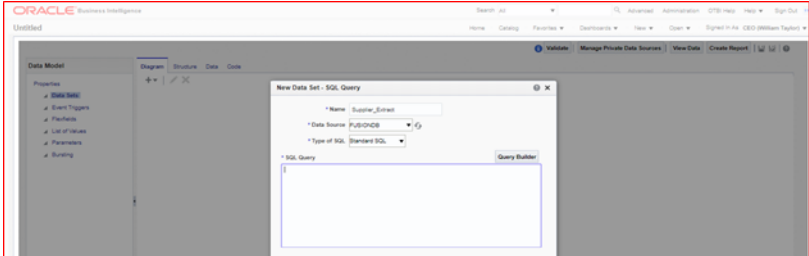 ORACLE Business Intelligence
Search All
Advanced Administration OTBI Help Help Sign Out
Untitled
Home Catalog Favorites Dashboards New Open Signed In As CEO (William Taylor)
Validate Manage Private Data Sources View Data Create Report
Data Model
Diagram Structure Data Code
Properties
Data Sets
Event Triggers
Flexfields
List of Values
Parameters
Bursting
New Data Set - SQL Query
* Name Supplier_Extract
* Data Source FUSIONDB
* Type of SQL Standard SQL
* SQL Query
Query Builder